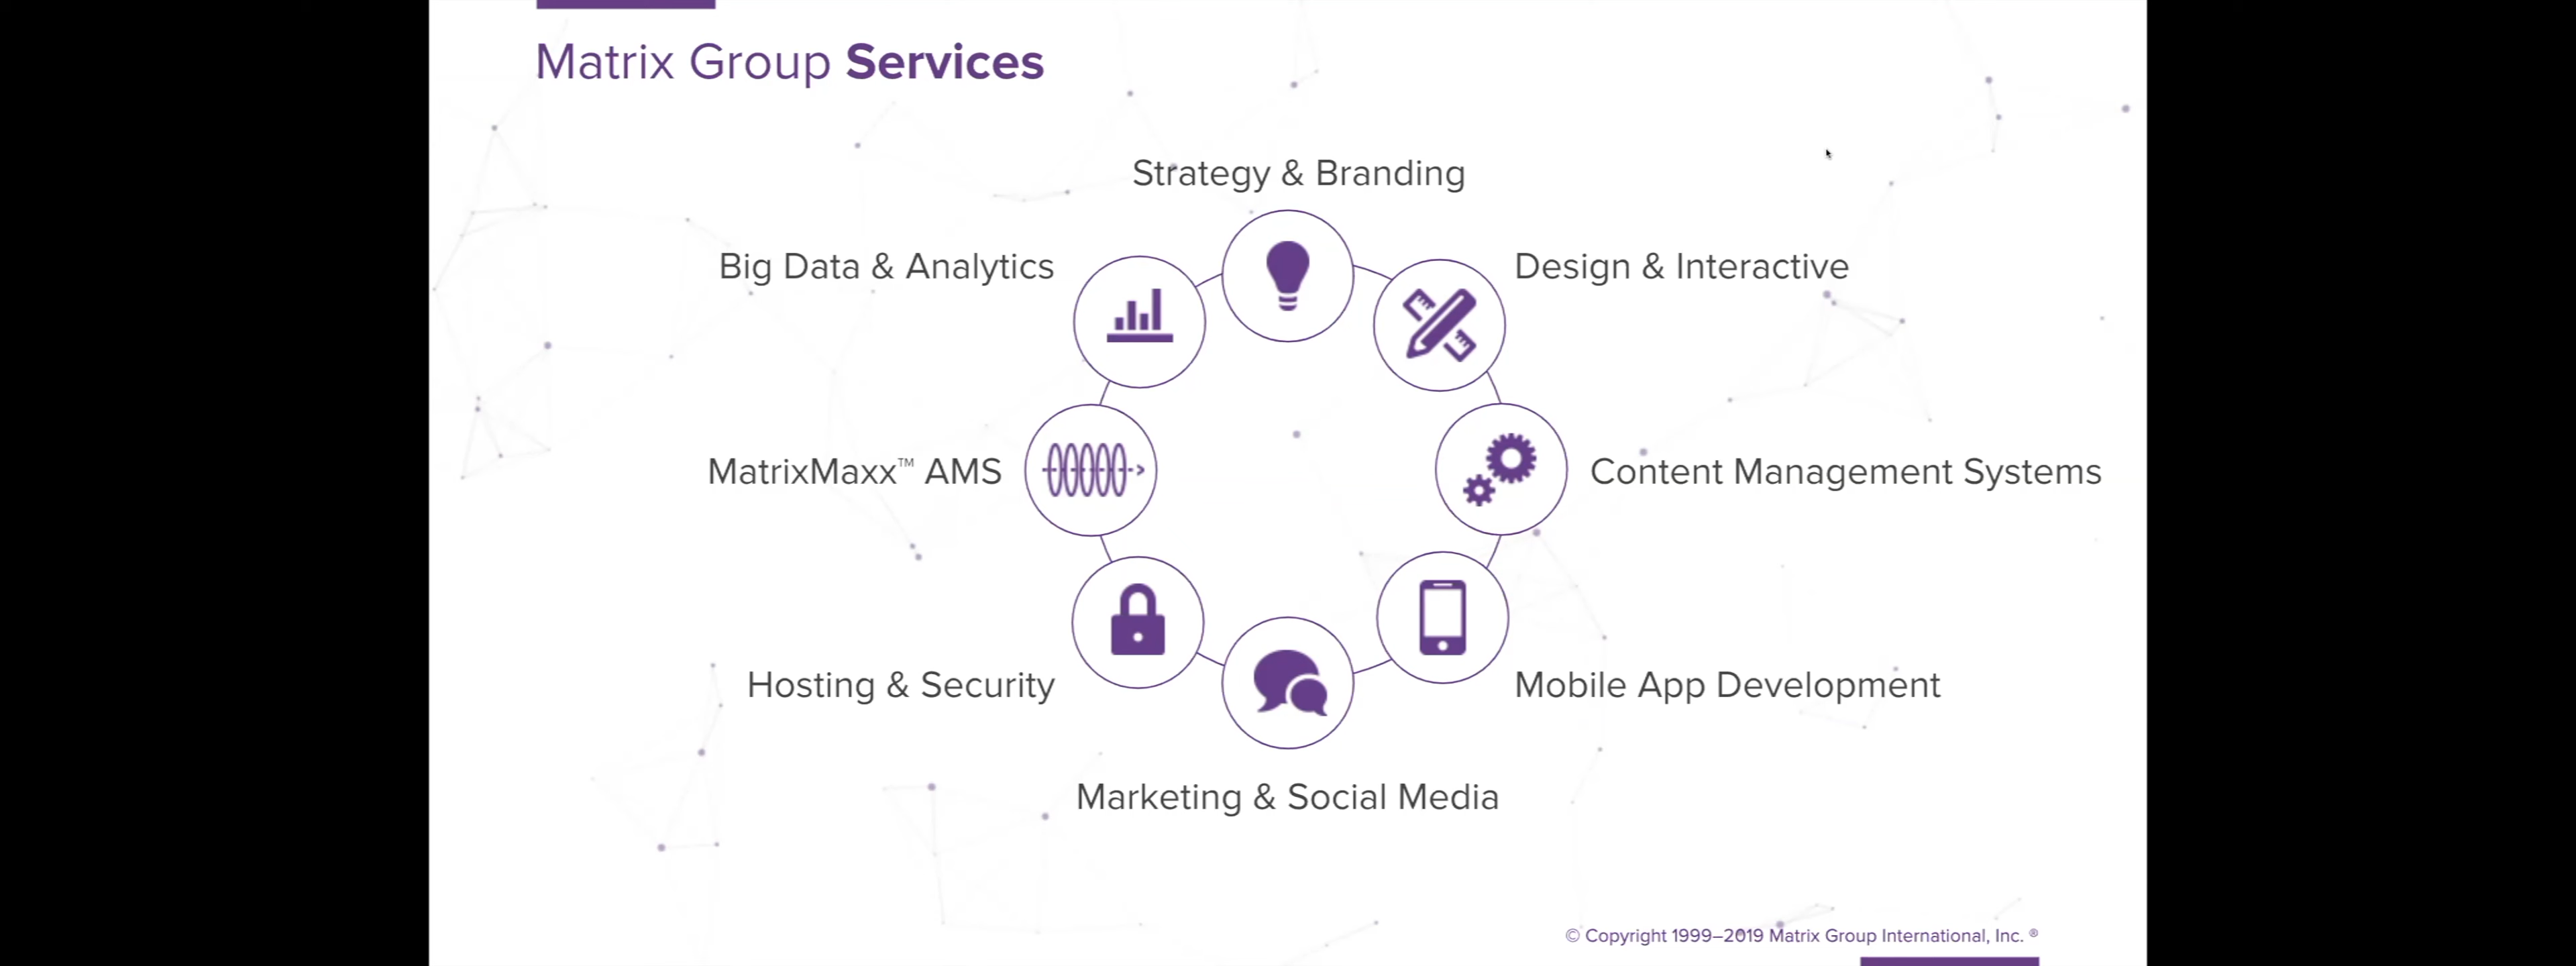 Matrix Group Services
Strategy & Branding
Big Data & Analytics
Design & Interactive
MatrixMaxx™ AMS
Content Management Systems
Hosting & Security
Mobile App Development
Marketing & Social Media
© Copyright 1999–2019 Matrix Group International, Inc. ®